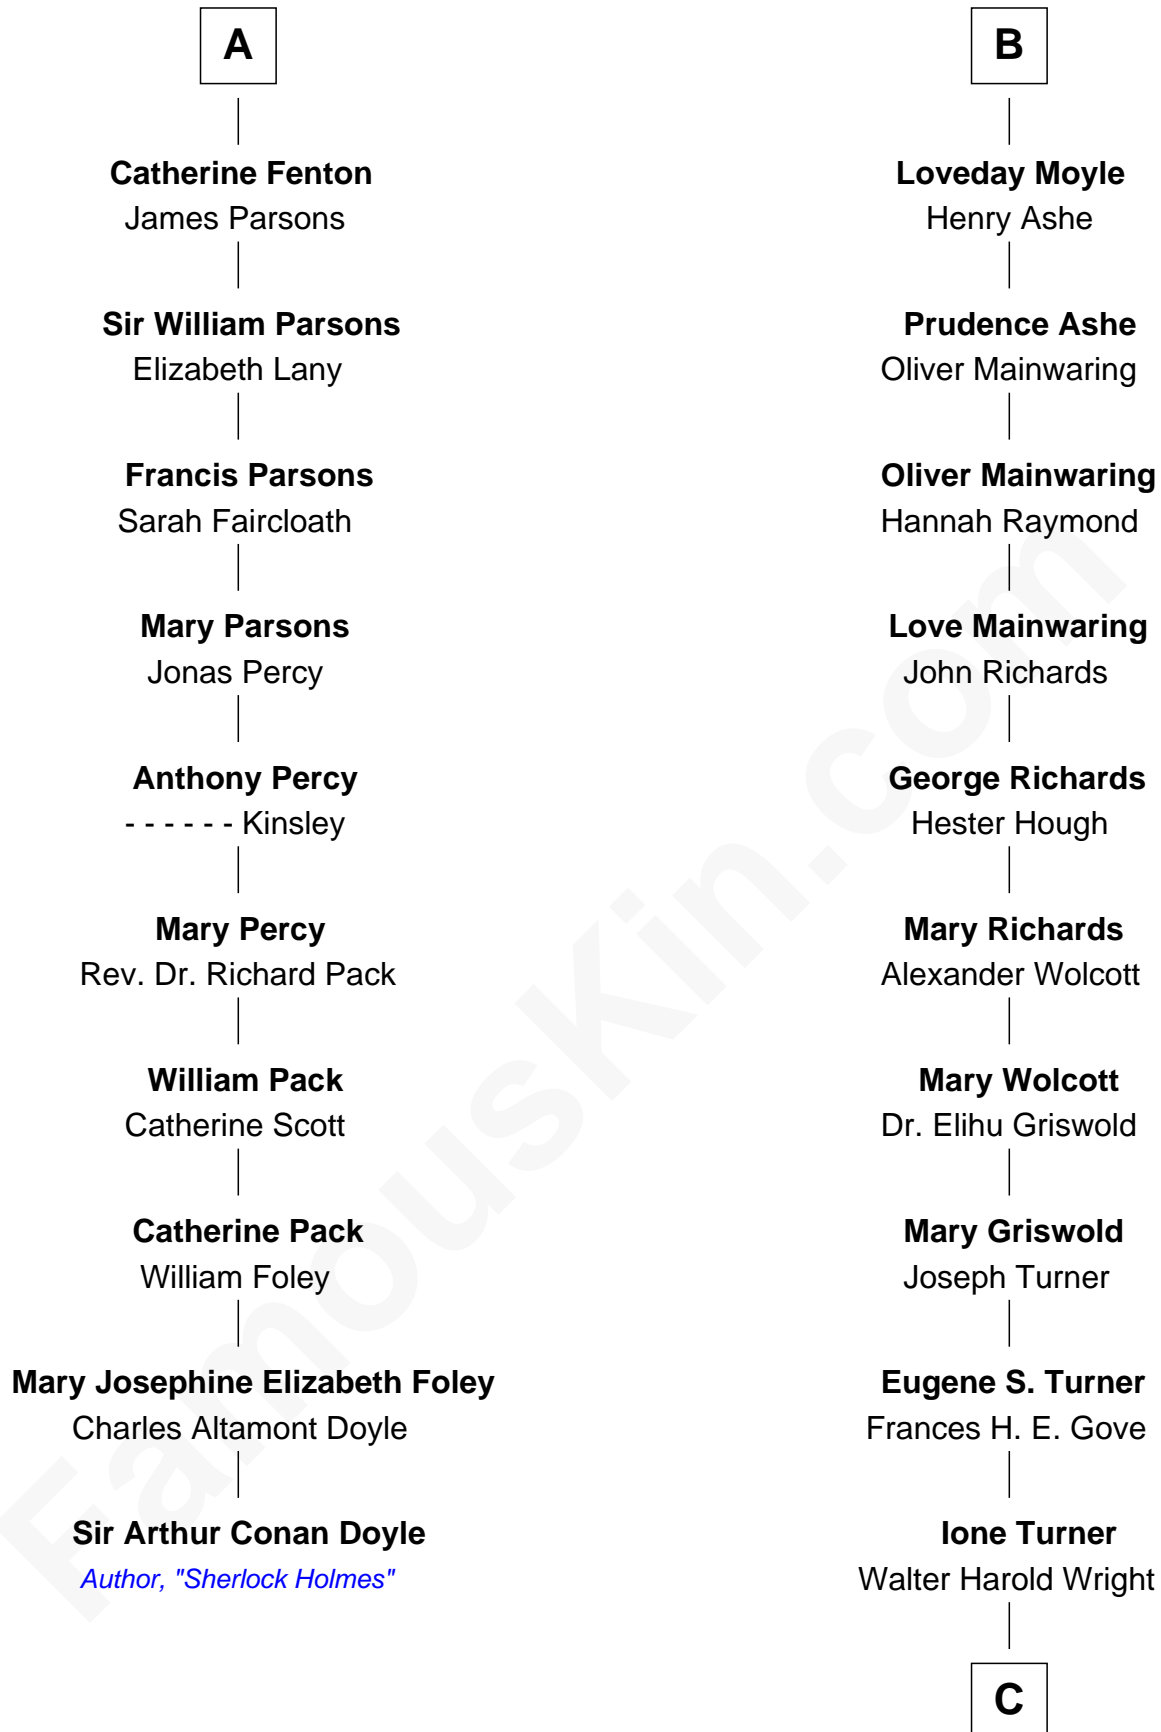 A
Catherine Fenton
James Parsons
Sir William Parsons
Elizabeth Lany
Francis Parsons
Sarah Faircloath
Mary Parsons
Jonas Percy
Anthony Percy
- - - - - - Kinsley
Mary Percy
Rev. Dr. Richard Pack
William Pack
Catherine Scott
Catherine Pack
William Foley
Mary Josephine Elizabeth Foley
Charles Altamont Doyle
Sir Arthur Conan Doyle
Author, "Sherlock Holmes"
B
Loveday Moyle
Henry Ashe
Prudence Ashe
Oliver Mainwaring
Oliver Mainwaring
Hannah Raymond
Love Mainwaring
John Richards
George Richards
Hester Hough
Mary Richards
Alexander Wolcott
Mary Wolcott
Dr. Elihu Griswold
Mary Griswold
Joseph Turner
Eugene S. Turner
Frances H. E. Gove
Ione Turner
Walter Harold Wright
C
FamousKin.com